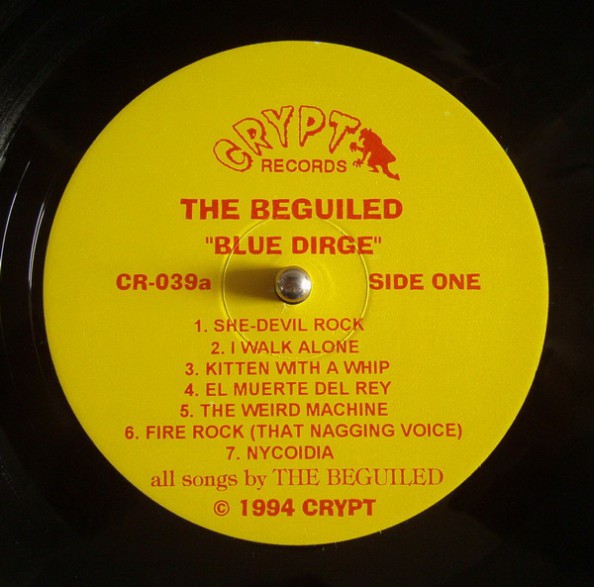 CRYPT
RECORDS
THE BEGUILED
"BLUE DIRGE"
CR-039a SIDE ONE
1. SHE-DEVIL ROCK
2. I WALK ALONE
3. KITTEN WITH A WHIP
4. EL MUERTE DEL REY
5. THE WEIRD MACHINE
6. FIRE ROCK (THAT NAGGING VOICE)
7. NYCOIDIA
all songs by THE BEGUILED
© 1994 CRYPT